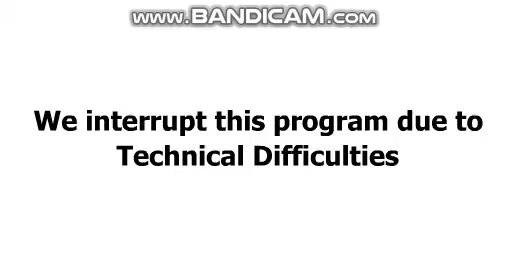 www.BANDICAM.com
We interrupt this program due to
Technical Difficulties